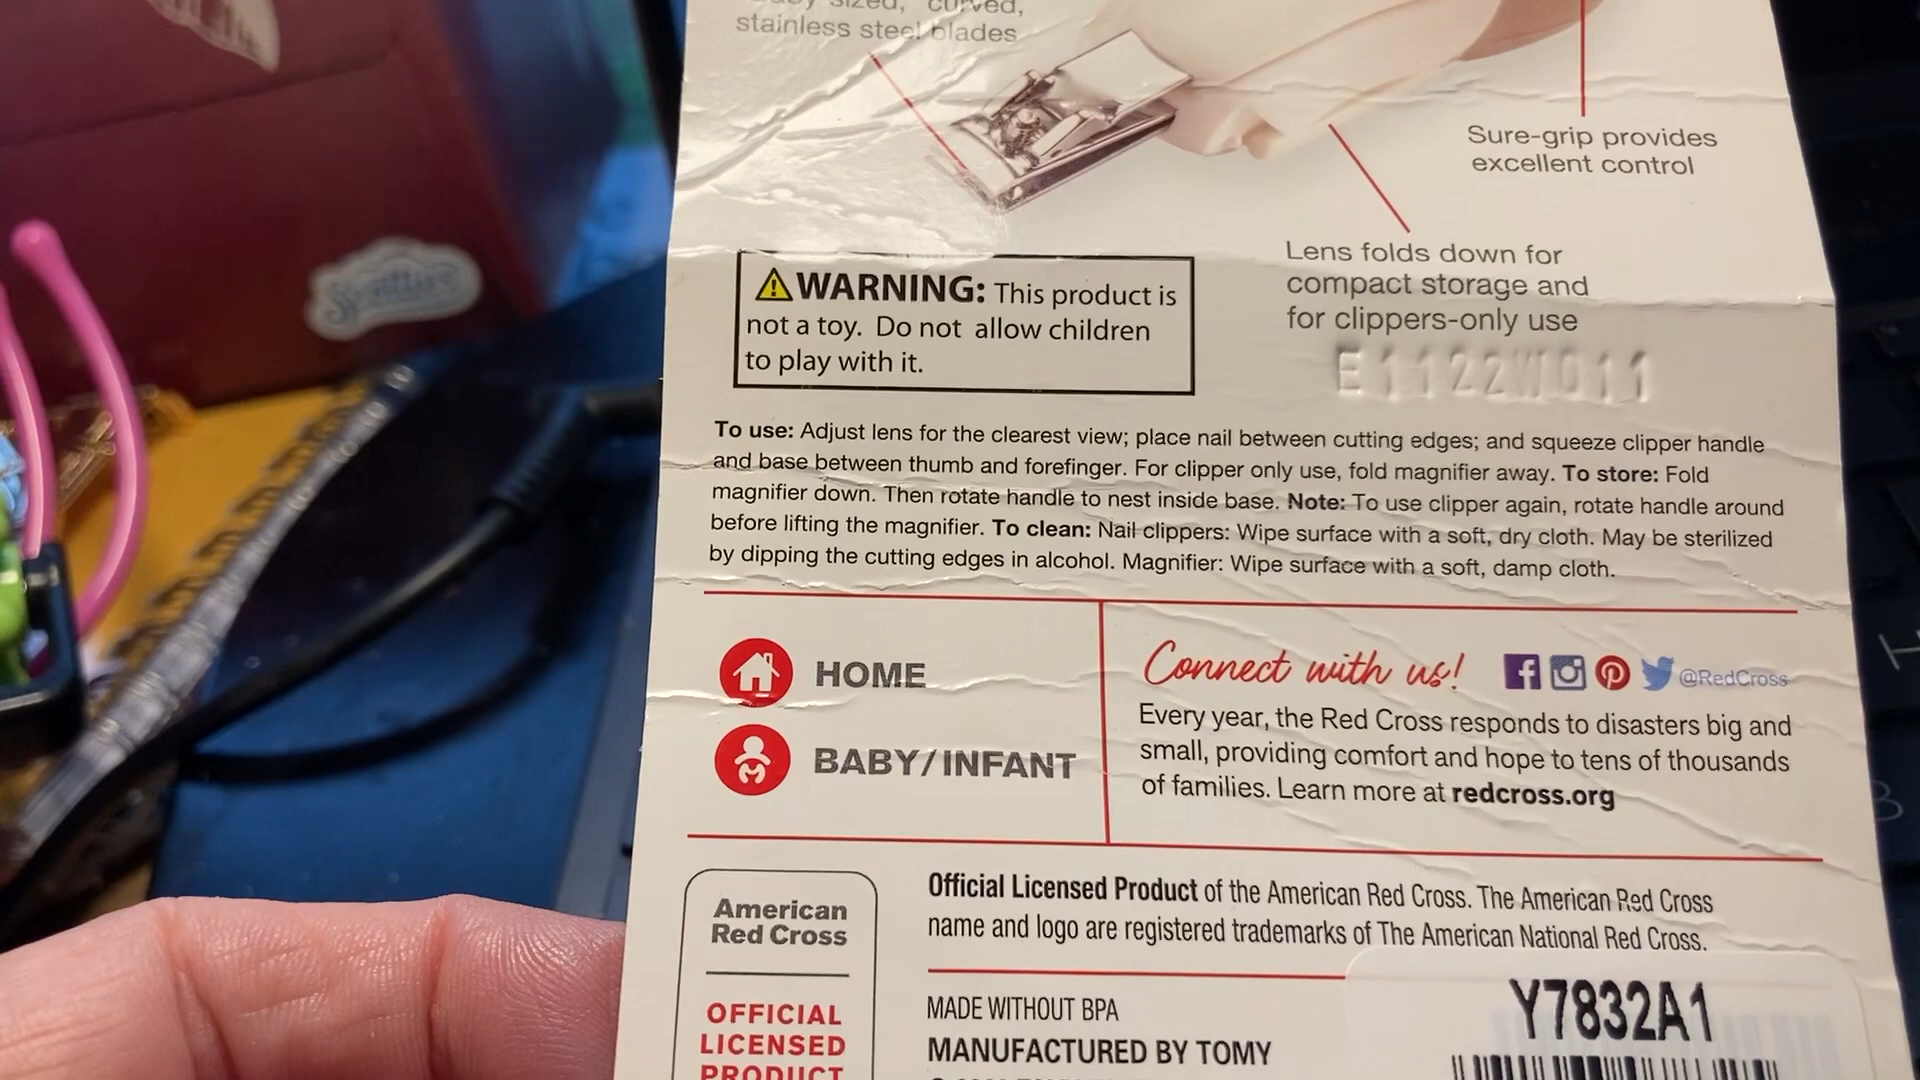 sized, curved,
stainless steel blades
Sure-grip provides
excellent control
Lens folds down for
compact storage and
for clippers-only use
E1122W011
WARNING: This product is
not a toy. Do not allow children
to play with it.
To use: Adjust lens for the clearest view; place nail between cutting edges; and squeeze clipper handle
and base between thumb and forefinger. For clipper only use, fold magnifier away. To store: Fold
magnifier down. Then rotate handle to nest inside base. Note: To use clipper again, rotate handle around
before lifting the magnifier. To clean: Nail clippers: Wipe surface with a soft, dry cloth. May be sterilized
by dipping the cutting edges in alcohol. Magnifier: Wipe surface with a soft, damp cloth.
HOME
BABY/INFANT
Connect with us! @RedCross
Every year, the Red Cross responds to disasters big and
small, providing comfort and hope to tens of thousands
of families. Learn more at redcross.org
American
Red Cross
OFFICIAL
LICENSED
PRODUCT
Official Licensed Product of the American Red Cross. The American Red Cross
name and logo are registered trademarks of The American National Red Cross.
MADE WITHOUT BPA
MANUFACTURED BY TOMY
Y7832A1